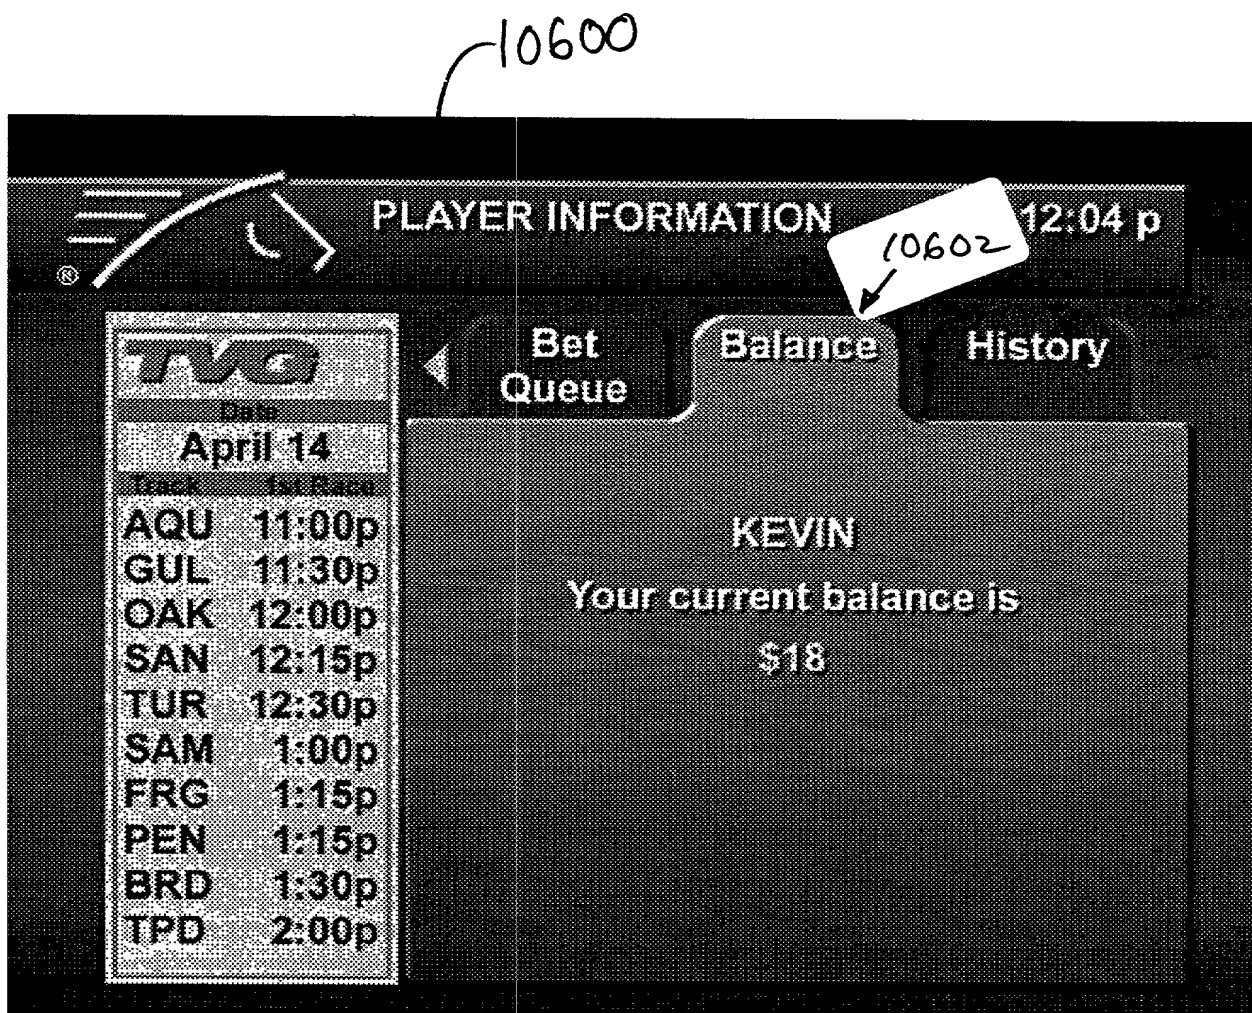 10600
PLAYER INFORMATION
12:04 p
10602
®
TVG
Bet
Queue
Balance
History
Date
April 14
Track 1st Race
AQU 11:00p
GUL 11:30p
OAK 12:00p
SAN 12:15p
TUR 12:30p
SAM 1:00p
FRG 1:15p
PEN 1:15p
BRD 1:30p
TPD 2:00p
KEVIN
Your current balance is
$18